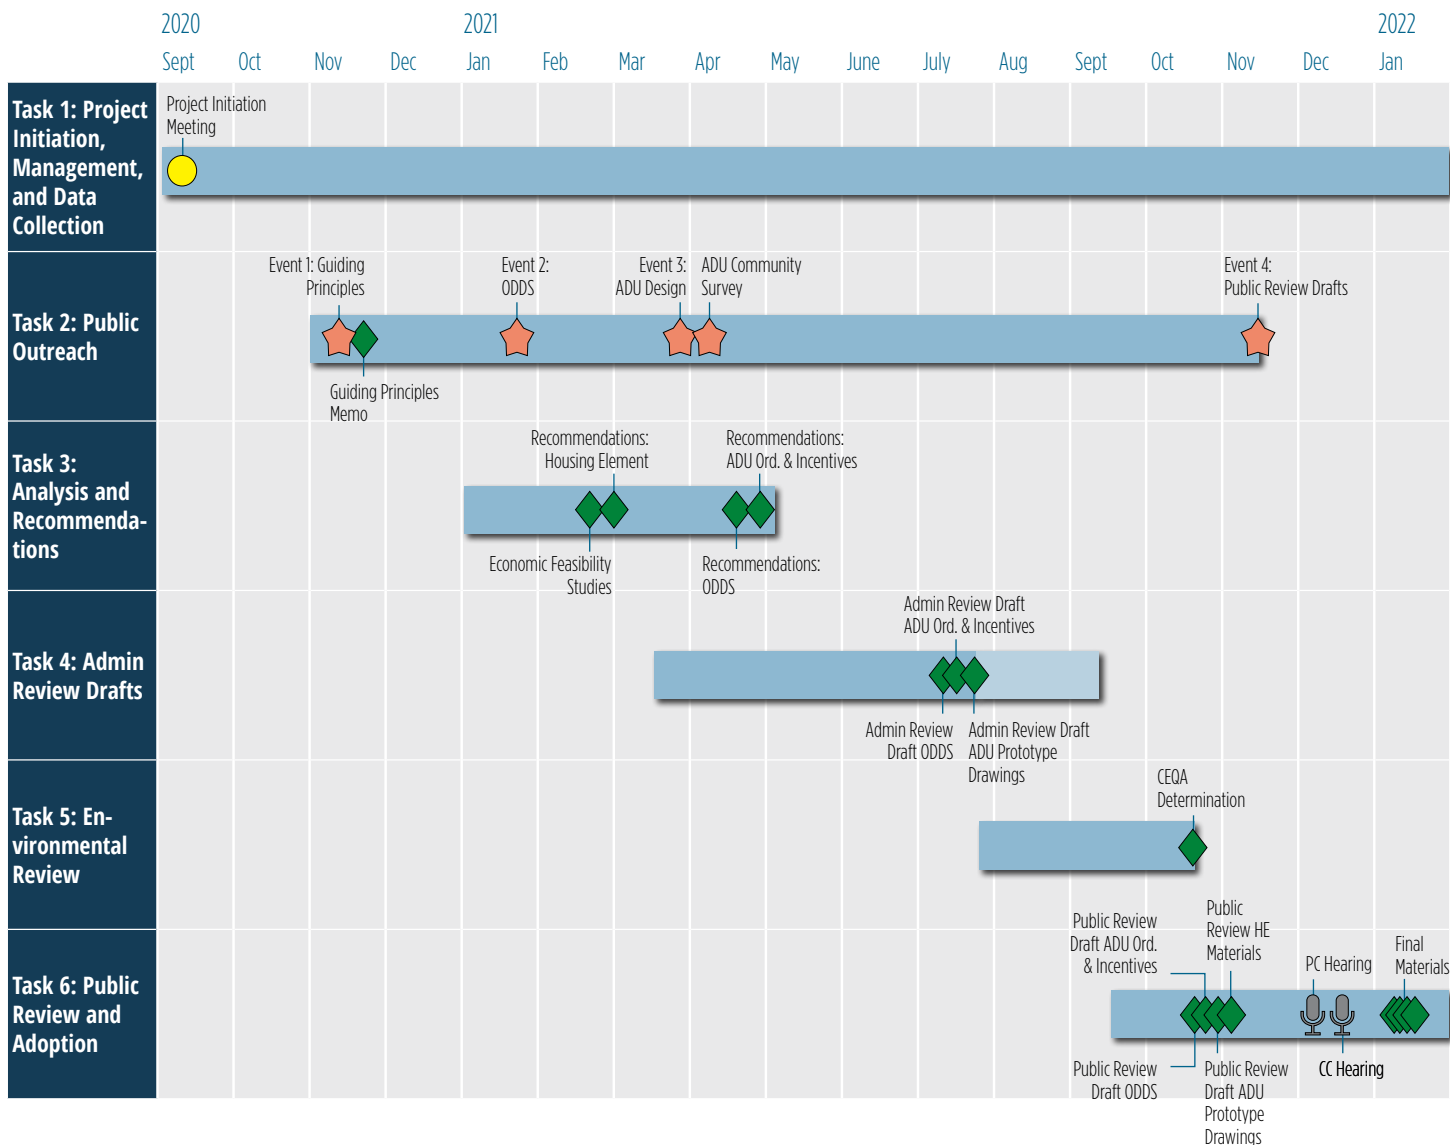 2020 2021 2022
Sept Oct Nov Dec Jan Feb Mar Apr May June July Aug Sept Oct Nov Dec Jan
Task 1: Project
Initiation,
Management,
and Data
Collection
Project Initiation
Meeting
Task 2: Public
Outreach
Event 1: Guiding
Principles
Event 2:
ODDS
Event 3:
ADU Design
ADU Community
Survey
Event 4:
Public Review Drafts
Guiding Principles
Memo
Task 3:
Analysis and
Recommenda-
tions
Recommendations:
Housing Element
Recommendations:
ADU Ord. & Incentives
Economic Feasibility
Studies
Recommendations:
ODDS
Task 4: Admin
Review Drafts
Admin Review Draft
ADU Ord. & Incentives
Admin Review
Draft ODDS
Admin Review Draft
ADU Prototype
Drawings
Task 5: En-
vironmental
Review
CEQA
Determination
Task 6: Public
Review and
Adoption
Public Review
Draft ADU Ord.
& Incentives
Public
Review HE
Materials
PC Hearing
Final
Materials
Public Review
Draft ODDS
Public Review
Draft ADU
Prototype
Drawings
CC Hearing